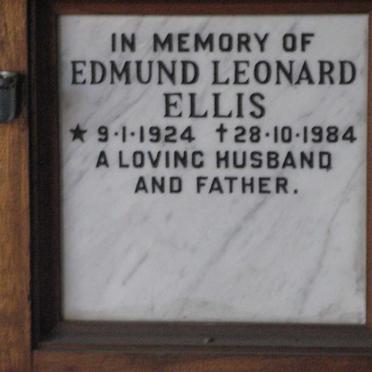 IN MEMORY OF
EDMUND LEONARD
ELLIS
★ 9·1·1924 †28·10·1984
A LOVING HUSBAND
AND FATHER.